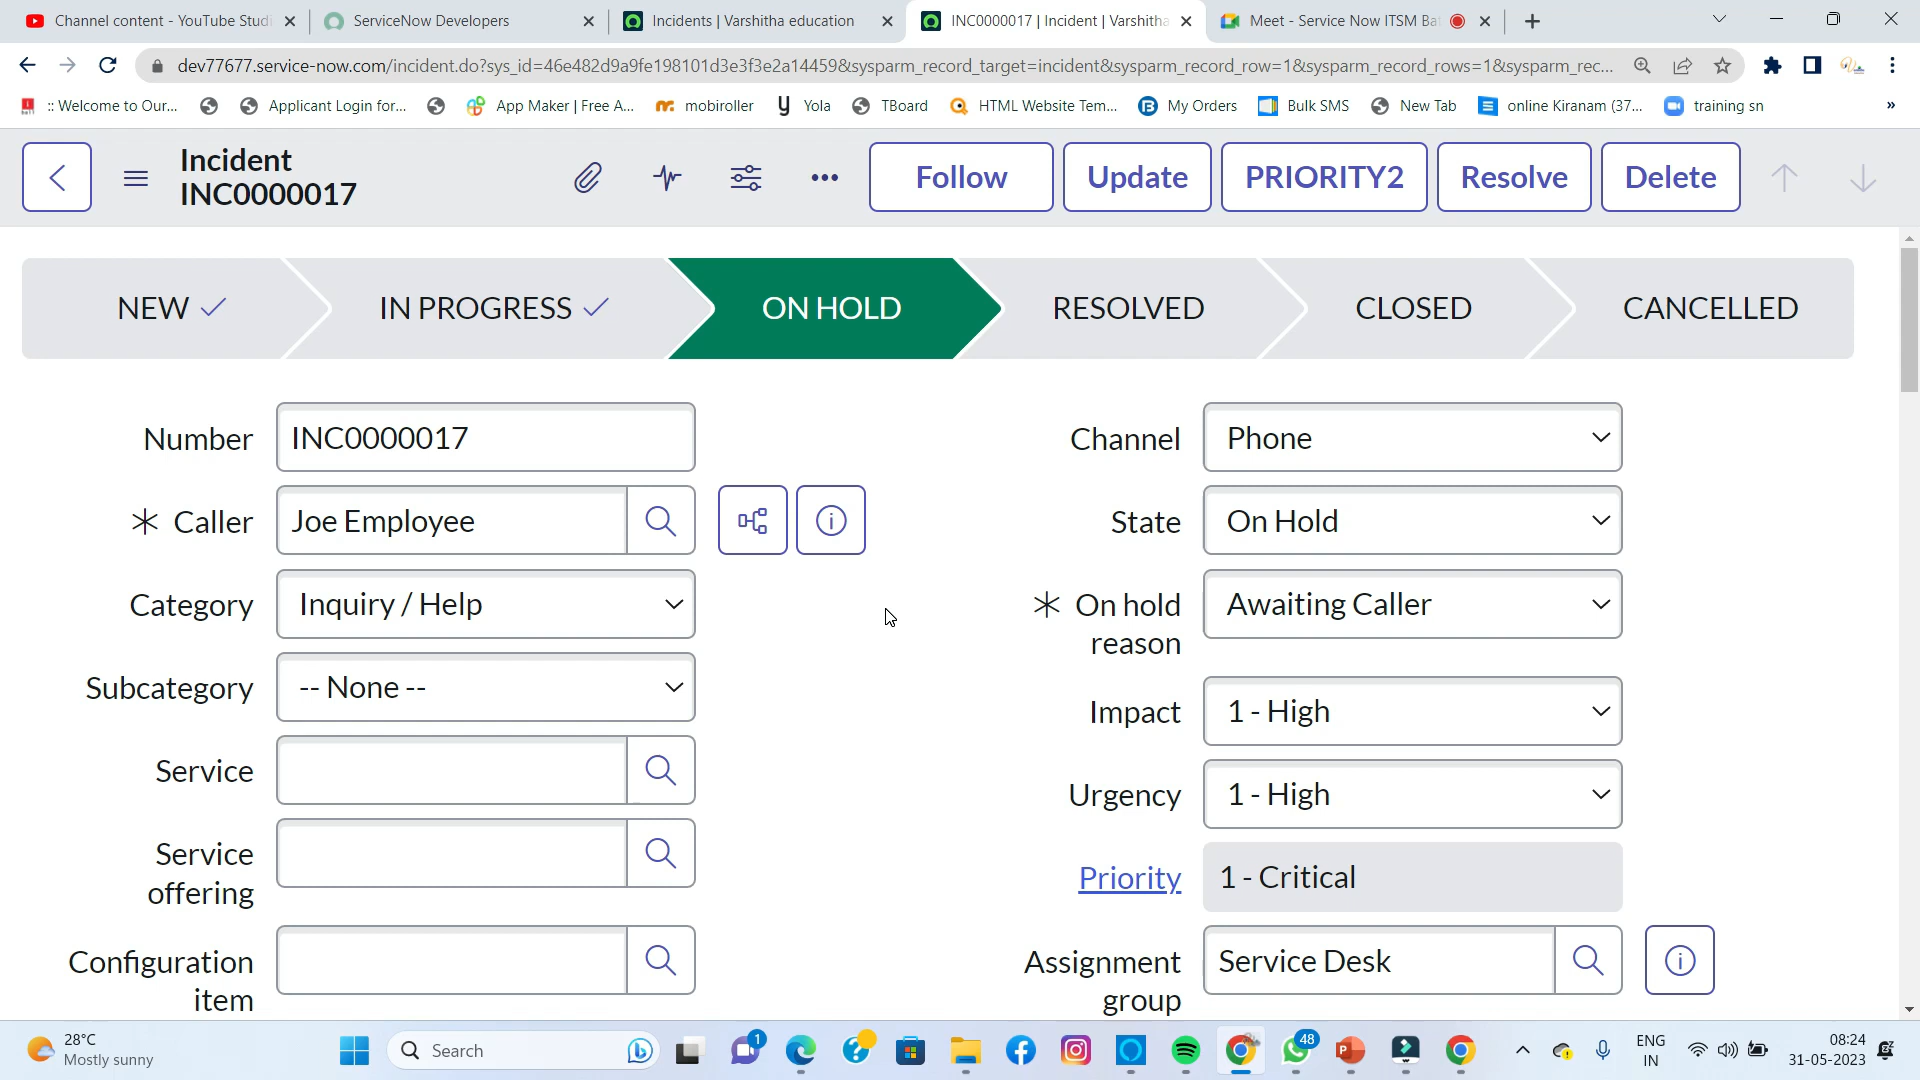 Channel content - YouTube Studi
ServiceNow Developers
Incidents | Varshitha education
INC0000017 | Incident | Varshitha
Meet - Service Now ITSM Ba
dev77677.service-now.com/incident.do?sys_id=46e482d9a9fe198101d3e3f3e2a14459&sysparm_record_target=incident&sysparm_record_row=1&sysparm_record_rows=1&sysparm_rec...
:: Welcome to Our...
Applicant Login for...
App Maker | Free A...
mobiroller
Yola
TBoard
HTML Website Tem...
My Orders
Bulk SMS
New Tab
online Kiranam (37...
training sn
»
Incident
INC0000017
Follow
Update
PRIORITY2
Resolve
Delete
NEW
IN PROGRESS
ON HOLD
RESOLVED
CLOSED
CANCELLED
Number INC0000017
Channel Phone
Caller Joe Employee
State On Hold
Category Inquiry / Help
On hold reason Awaiting Caller
Subcategory -- None --
Impact 1 - High
Service
Urgency 1 - High
Service offering
Priority 1 - Critical
Configuration item
Assignment group Service Desk
28°C
Mostly sunny
Search
1
48
ENG
IN
08:24
31-05-2023